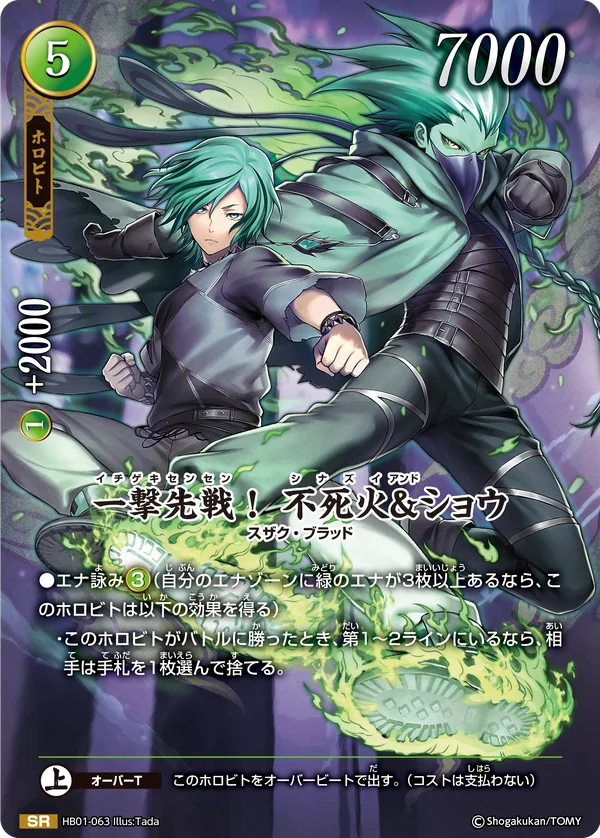 5
7000
ホロビト
+2000
1
イチゲキセンセン シナズイ アンド
一撃先戦！ 不死火&ショウ
スザク・ブラッド
●エナ詠み③(自分のエナゾーンに緑のエナが3枚以上あるなら、こ
のホロビトは以下の効果を得る)
・このホロビトがバトルに勝ったとき、第1〜2ラインにいるなら、相
手は手札を1枚選んで捨てる。
上 オーバーT このホロビトをオーバービートで出す。(コストは支払わない)
SR HB01-063 Illus:Tada ©Shogakukan/TOMY